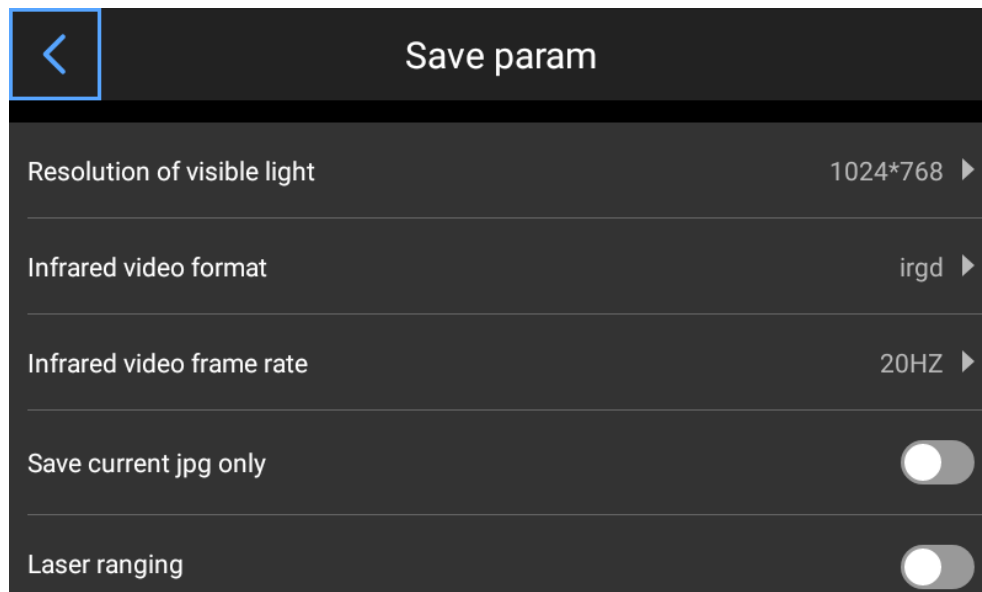 Save param
Resolution of visible light 1024*768
Infrared video format irgd
Infrared video frame rate 20HZ
Save current jpg only
Laser ranging